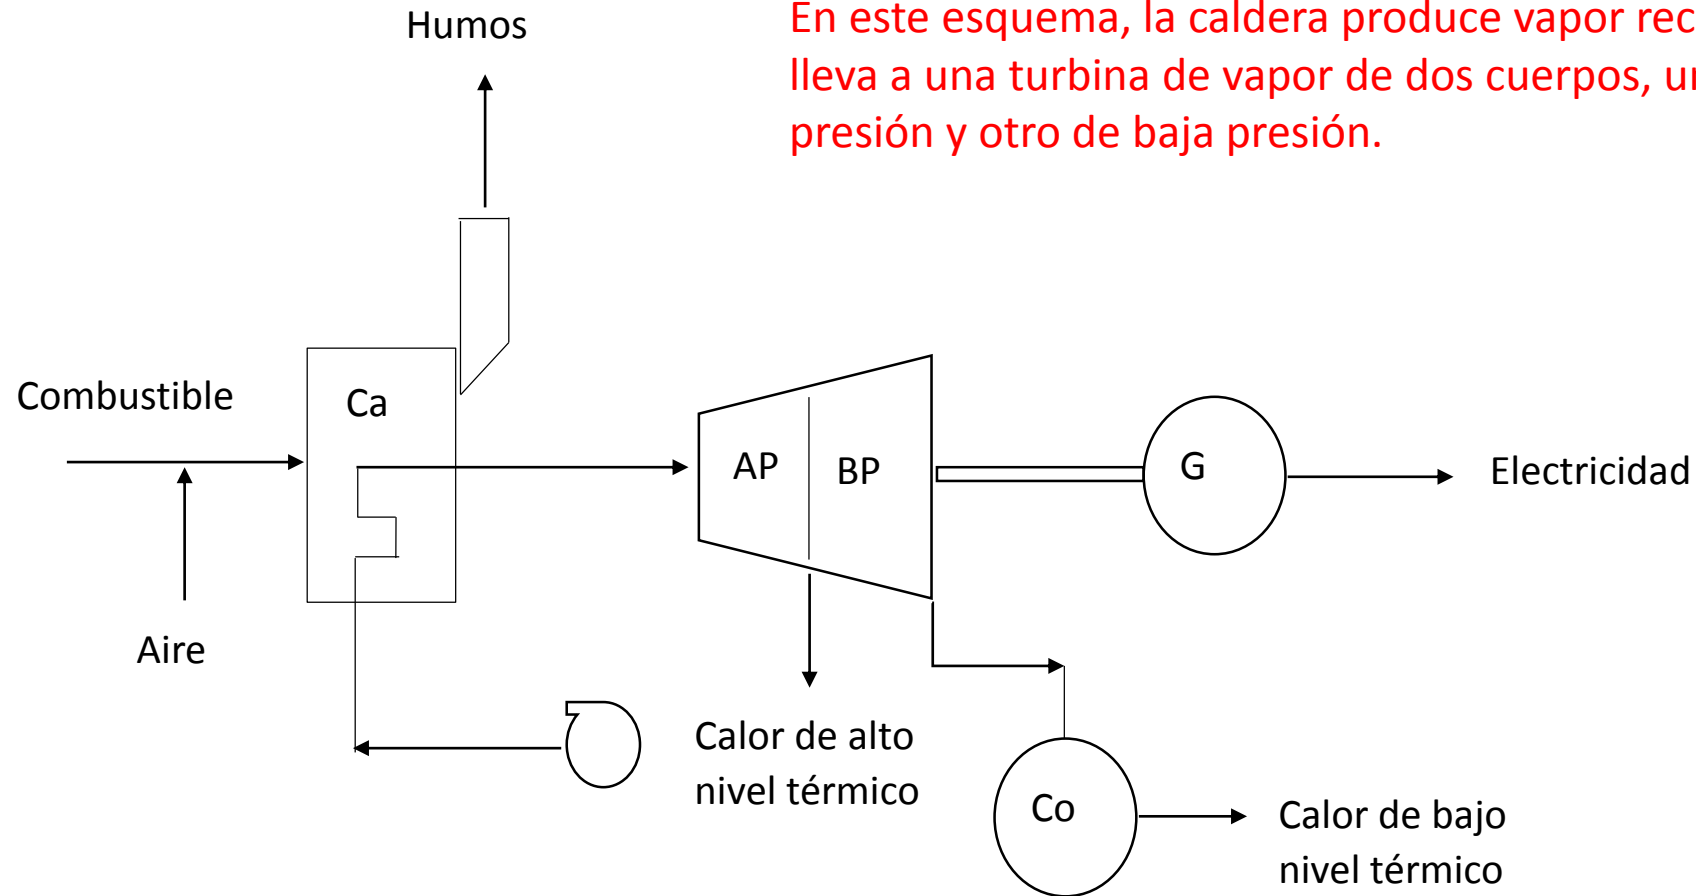 Humos
En este esquema, la caldera produce vapor
lleva a una turbina de vapor de dos cuerpos,
presión y otro de baja presión.
Combustible
Ca
AP
BP
G
Electricidad
Aire
Calor de alto
nivel térmico
Co
Calor de bajo
nivel térmico